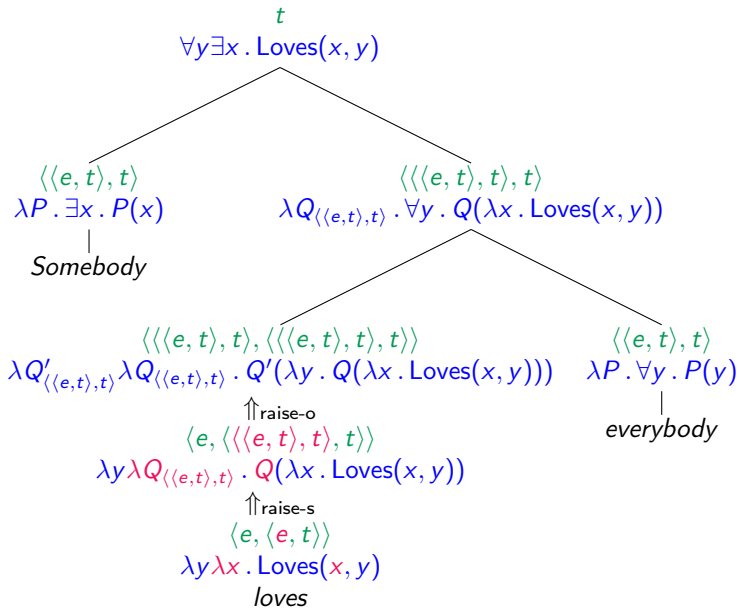 t
∀y∃x . Loves(x, y)
⟨⟨e, t⟩, t⟩
λP . ∃x . P(x)
Somebody
⟨⟨⟨e, t⟩, t⟩, t⟩
λQ⟨⟨e,t⟩,t⟩ . ∀y . Q(λx . Loves(x, y))
⟨⟨⟨e, t⟩, t⟩, ⟨⟨⟨e, t⟩, t⟩, t⟩⟩
λQ′⟨⟨e,t⟩,t⟩λQ⟨⟨e,t⟩,t⟩ . Q′(λy . Q(λx . Loves(x, y)))
⇑raise-o
⟨e, ⟨⟨⟨e, t⟩, t⟩, t⟩⟩
λyλQ⟨⟨e,t⟩,t⟩ . Q(λx . Loves(x, y))
⇑raise-s
⟨e, ⟨e, t⟩⟩
λyλx . Loves(x, y)
loves
⟨⟨e, t⟩, t⟩
λP . ∀y . P(y)
everybody